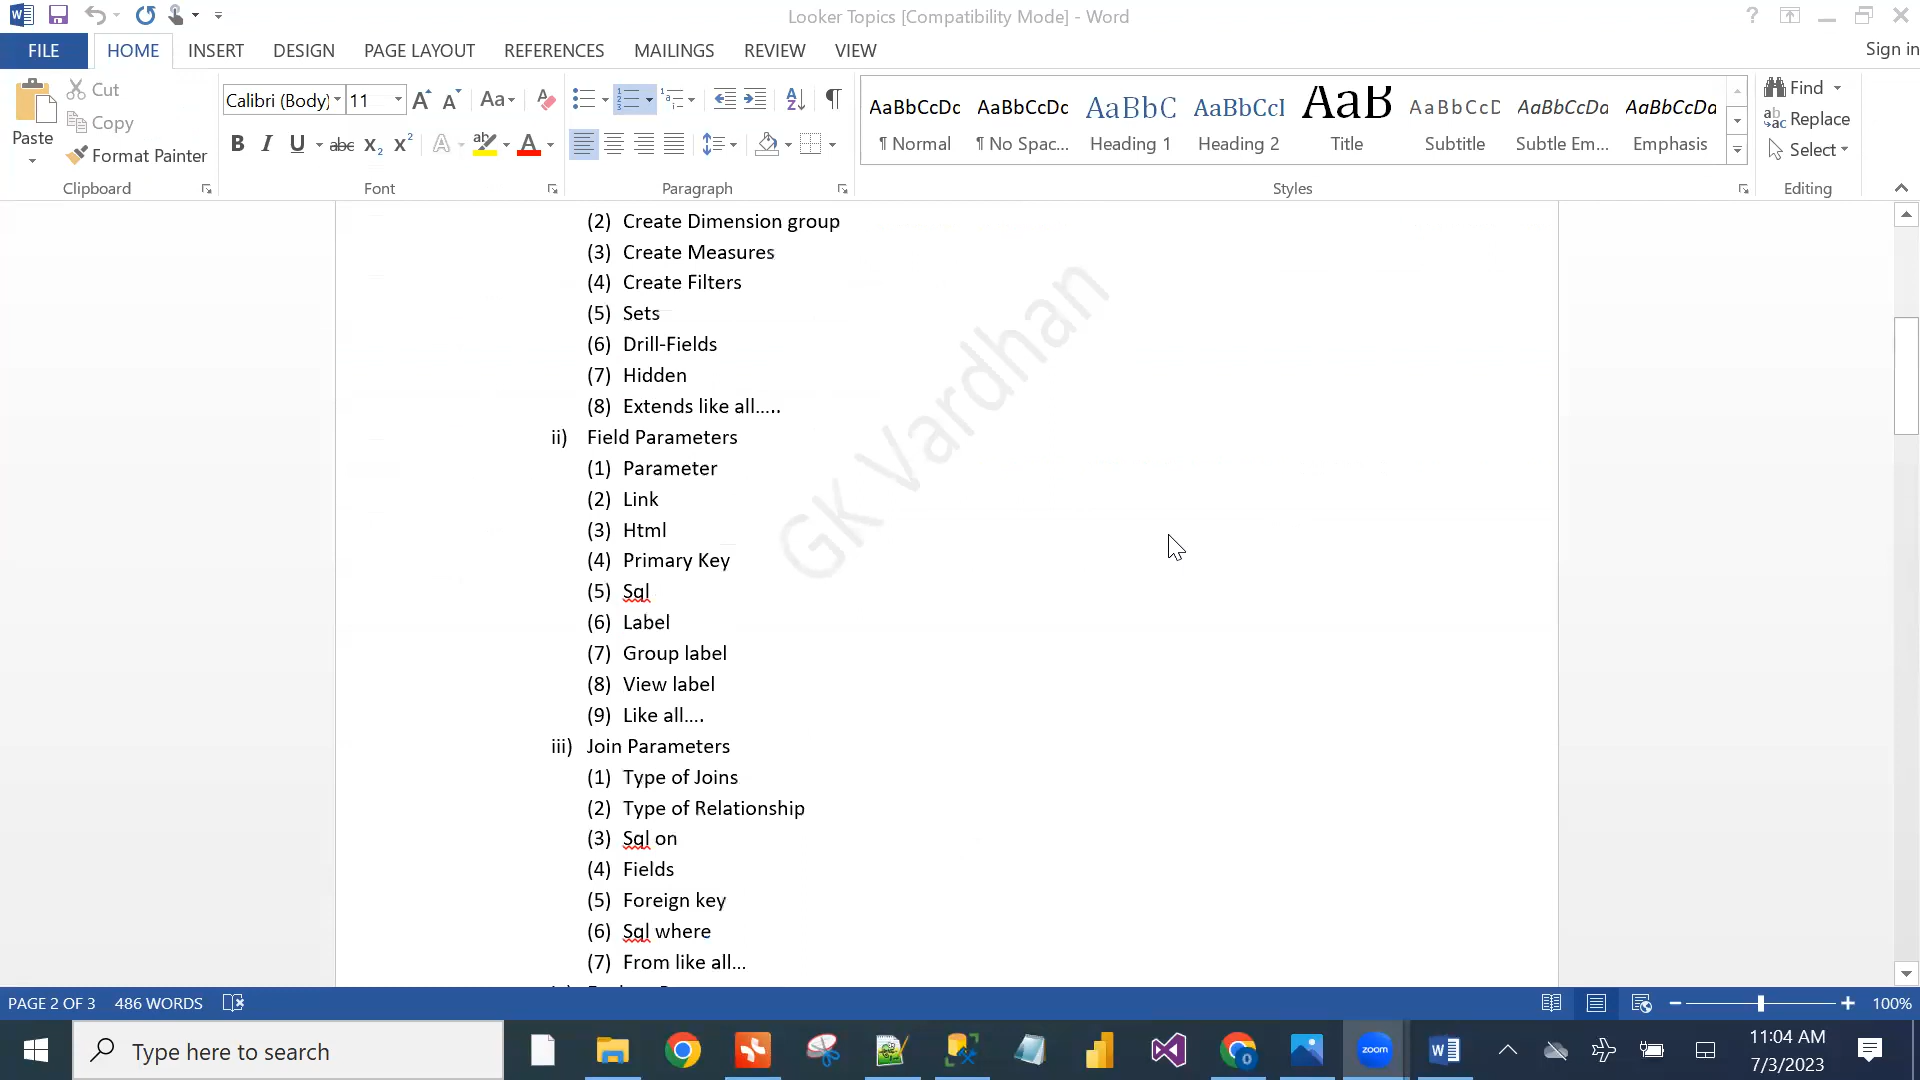 Looker Topics [Compatibility Mode] - Word
FILE HOME INSERT DESIGN PAGE LAYOUT REFERENCES MAILINGS REVIEW VIEW Sign in
Paste
Cut
Copy
Format Painter
Clipboard
Calibri (Body) 11
Font
Paragraph
AaBbCcDc AaBbCcDc AaBbC AaBbCcI AaB AaBbCcD AaBbCcDa AaBbCcDa
¶ Normal ¶ No Spac... Heading 1 Heading 2 Title Subtitle Subtle Em... Emphasis
Styles
Find
Replace
Select
Editing
(2) Create Dimension group
(3) Create Measures
(4) Create Filters
(5) Sets
(6) Drill-Fields
(7) Hidden
(8) Extends like all.....
ii) Field Parameters
(1) Parameter
(2) Link
(3) Html
(4) Primary Key
(5) Sql
(6) Label
(7) Group label
(8) View label
(9) Like all....
iii) Join Parameters
(1) Type of Joins
(2) Type of Relationship
(3) Sql on
(4) Fields
(5) Foreign key
(6) Sql where
(7) From like all...
GK Vardhan
PAGE 2 OF 3 486 WORDS 100%
Type here to search
zoom
11:04 AM
7/3/2023